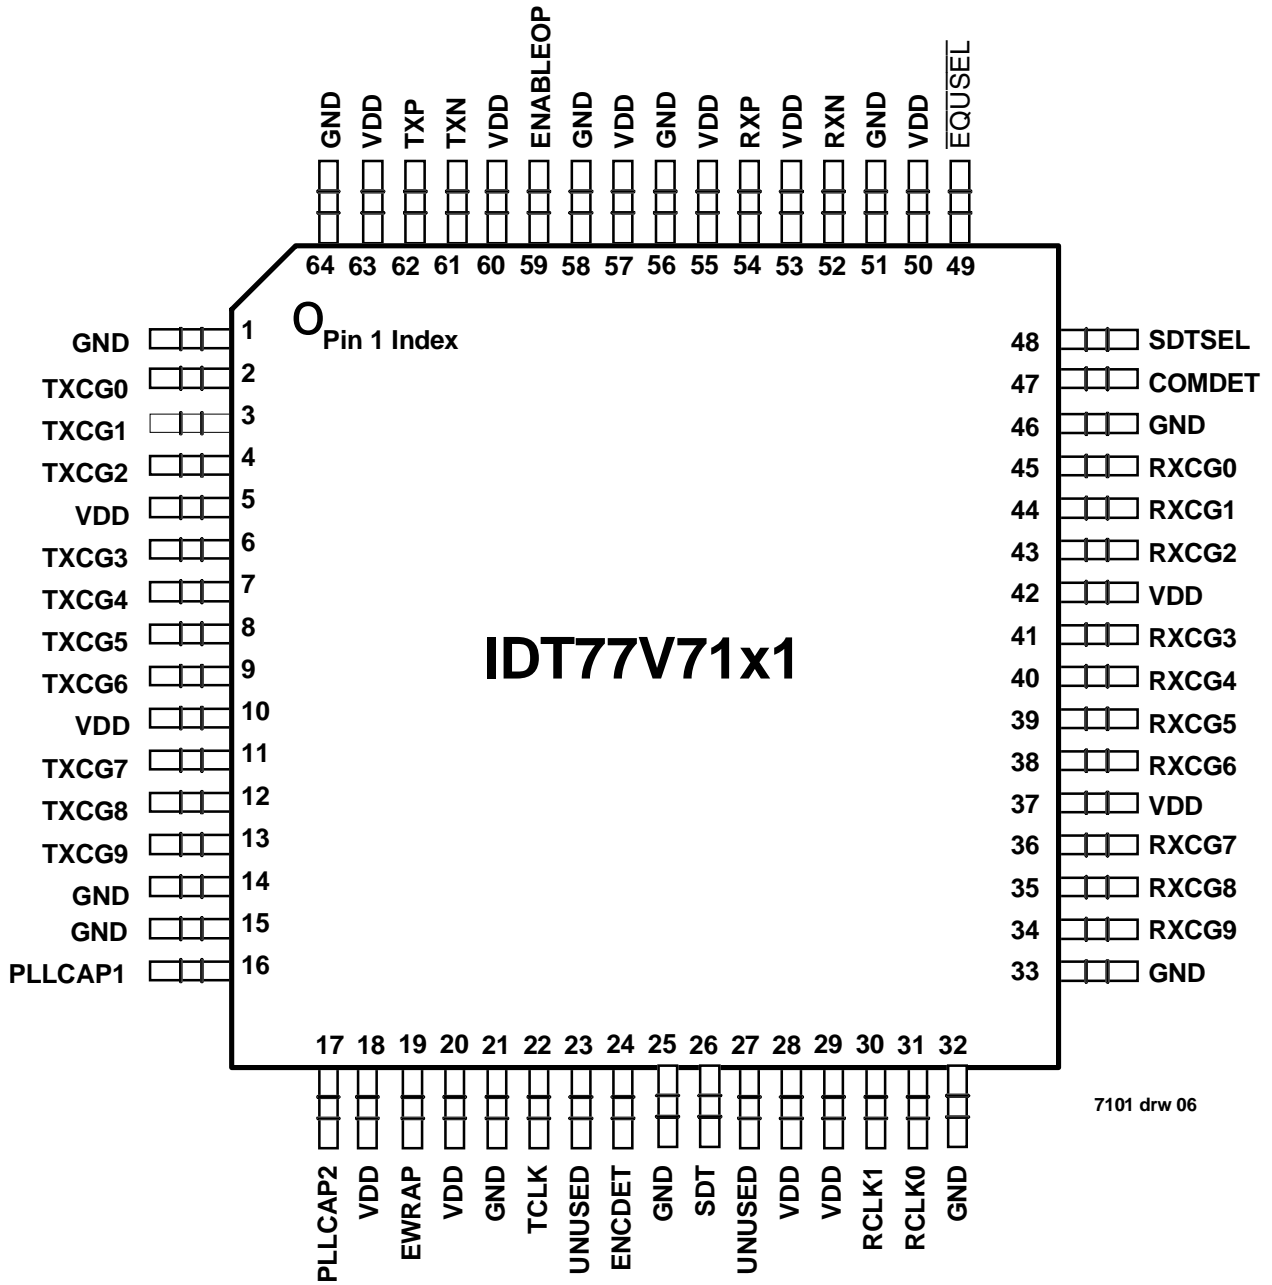 GND VDD TXP TXN VDD ENABLEOP GND VDD GND VDD RXP VDD RXN GND VDD EQUSEL
64 63 62 61 60 59 58 57 56 55 54 53 52 51 50 49
O Pin 1 Index
GND 1
TXCG0 2
TXCG1 3
TXCG2 4
VDD 5
TXCG3 6
TXCG4 7
TXCG5 8
TXCG6 9
VDD 10
TXCG7 11
TXCG8 12
TXCG9 13
GND 14
GND 15
PLLCAP1 16
IDT77V71x1
48 SDTSEL
47 COMDET
46 GND
45 RXCG0
44 RXCG1
43 RXCG2
42 VDD
41 RXCG3
40 RXCG4
39 RXCG5
38 RXCG6
37 VDD
36 RXCG7
35 RXCG8
34 RXCG9
33 GND
17 18 19 20 21 22 23 24 25 26 27 28 29 30 31 32
PLLCAP2 VDD EWRAP VDD GND TCLK UNUSED ENCDET GND SDT UNUSED VDD VDD RCLK1 RCLK0 GND
7101 drw 06